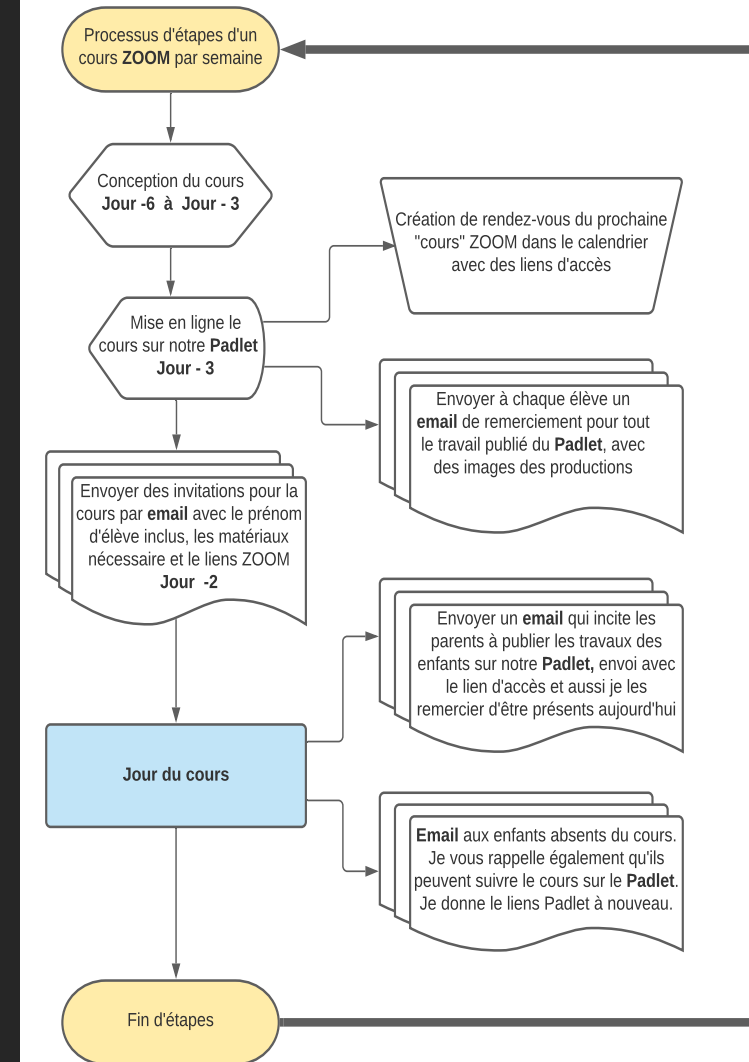 Processus d'étapes d'un
cours ZOOM par semaine
Conception du cours
Jour -6 à Jour - 3
Création de rendez-vous du prochaine
"cours" ZOOM dans le calendrier
avec des liens d'accès
Mise en ligne le
cours sur notre Padlet
Jour - 3
Envoyer à chaque élève un
email de remerciement pour tout
le travail publié du Padlet, avec
des images des productions
Envoyer des invitations pour la
cours par email avec le prénom
d'élève inclus, les matériaux
nécessaire et le liens ZOOM
Jour -2
Envoyer un email qui incite les
parents à publier les travaux des
enfants sur notre Padlet, envoi avec
le lien d'accès et aussi je les
remercier d'être présents aujourd'hui
Jour du cours
Email aux enfants absents du cours.
Je vous rappelle également qu'ils
peuvent suivre le cours sur le Padlet.
Je donne le liens Padlet à nouveau.
Fin d'étapes